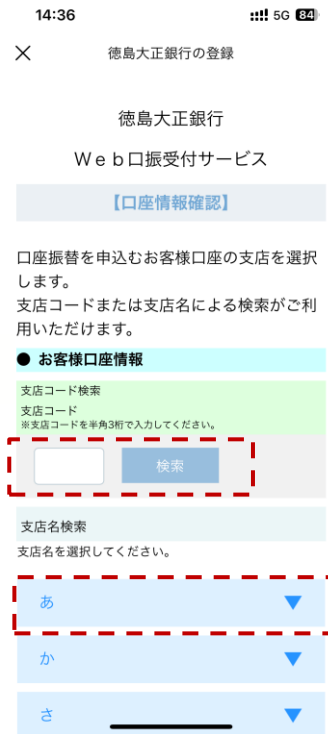 14:36
5G 84
徳島大正銀行の登録
徳島大正銀行
Ｗｅｂ口振受付サービス
【口座情報確認】
口座振替を申込むお客様口座の支店を選択
します。
支店コードまたは支店名による検索がご利
用いただけます。
● お客様口座情報
支店コード検索
支店コード
※支店コードを半角3桁で入力してください。
検索
支店名検索
支店名を選択してください。
あ ▼
か ▼
さ ▼